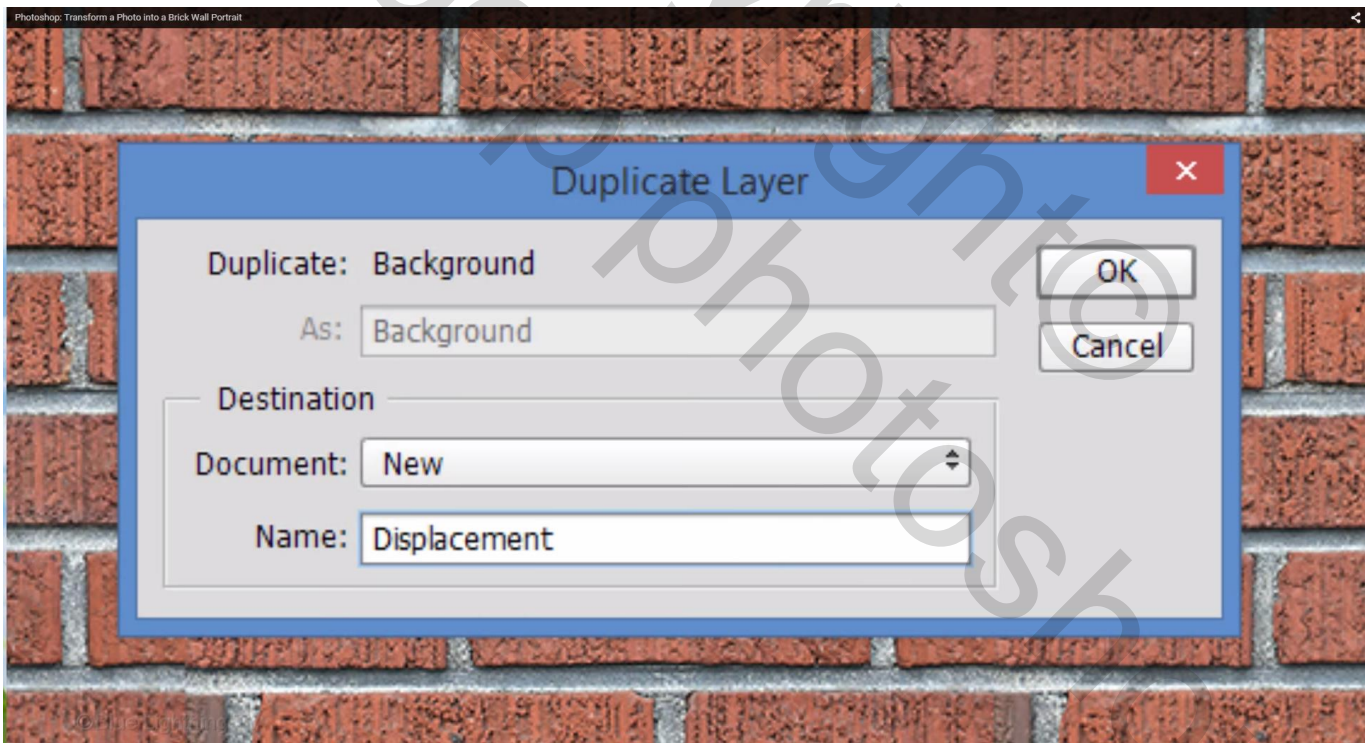 Photoshop: Transform a Photo into a Brick Wall Portrait
Duplicate Layer
Duplicate: Background
OK
As: Background
Cancel
Destination
Document: New
Name: Displacement